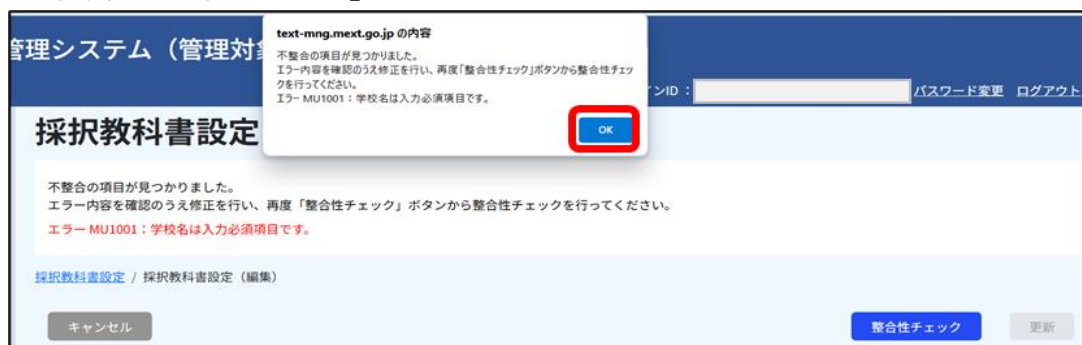 text-mng.mext.go.jp の内容
不整合の項目が見つかりました。
エラー内容を確認のうえ修正を行い、再度「整合性チェック」ボタンから整合性チェッ
クを行ってください。
エラー MU1001：学校名は入力必須項目です。
OK
管理システム（管理対
ンID：
パスワード変更 ログアウト
採択教科書設定
不整合の項目が見つかりました。
エラー内容を確認のうえ修正を行い、再度「整合性チェック」ボタンから整合性チェックを行ってください。
エラー MU1001：学校名は入力必須項目です。
採択教科書設定 / 採択教科書設定（編集）
キャンセル
整合性チェック
更新